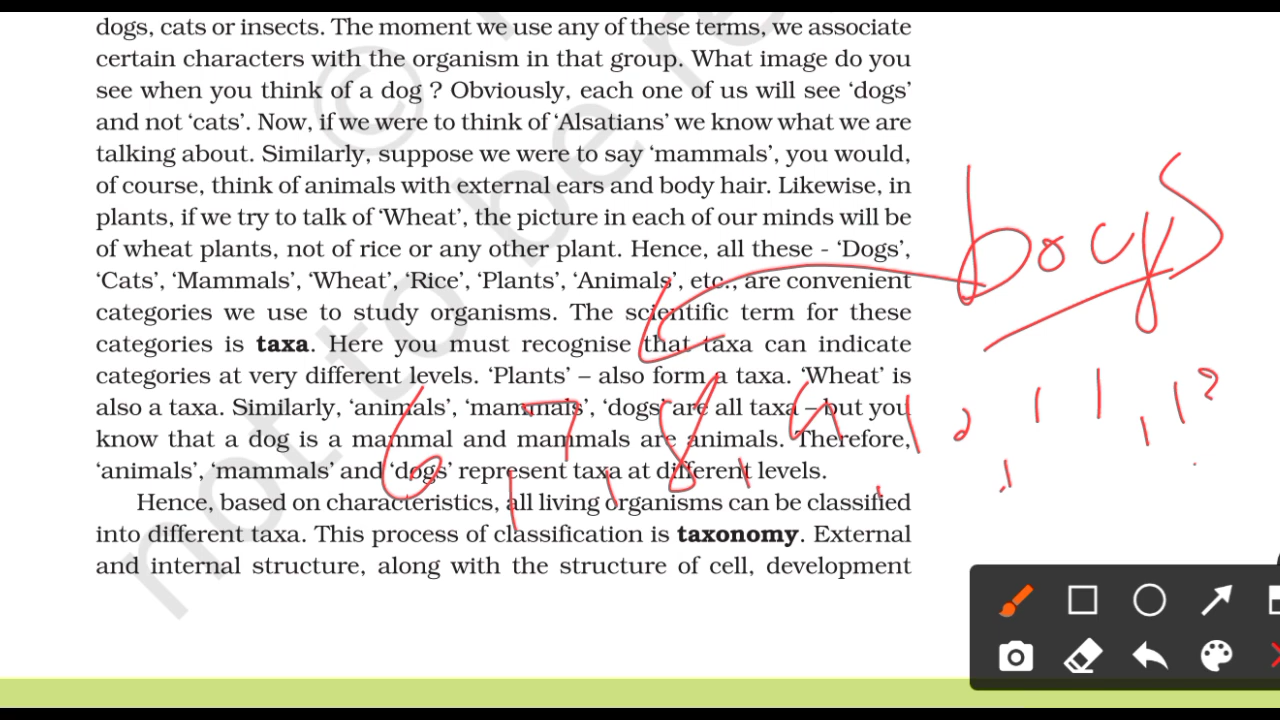 dogs, cats or insects. The moment we use any of these terms, we associate
certain characters with the organism in that group. What image do you
see when you think of a dog ? Obviously, each one of us will see ‘dogs’
and not ‘cats’. Now, if we were to think of ‘Alsatians’ we know what we are
talking about. Similarly, suppose we were to say ‘mammals’, you would,
of course, think of animals with external ears and body hair. Likewise, in
plants, if we try to talk of ‘Wheat’, the picture in each of our minds will be
of wheat plants, not of rice or any other plant. Hence, all these - ‘Dogs’,
‘Cats’, ‘Mammals’, ‘Wheat’, ‘Rice’, ‘Plants’, ‘Animals’, etc., are convenient
categories we use to study organisms. The scientific term for these
categories is taxa. Here you must recognise that taxa can indicate
categories at very different levels. ‘Plants’ – also form a taxa. ‘Wheat’ is
also a taxa. Similarly, ‘animals’, ‘mammals’, ‘dogs’ are all taxa – but you
know that a dog is a mammal and mammals are animals. Therefore,
‘animals’, ‘mammals’ and ‘dogs’ represent taxa at different levels.
Hence, based on characteristics, all living organisms can be classified
into different taxa. This process of classification is taxonomy. External
and internal structure, along with the structure of cell, development
© not to be re
6, 7, 8, 9, 1